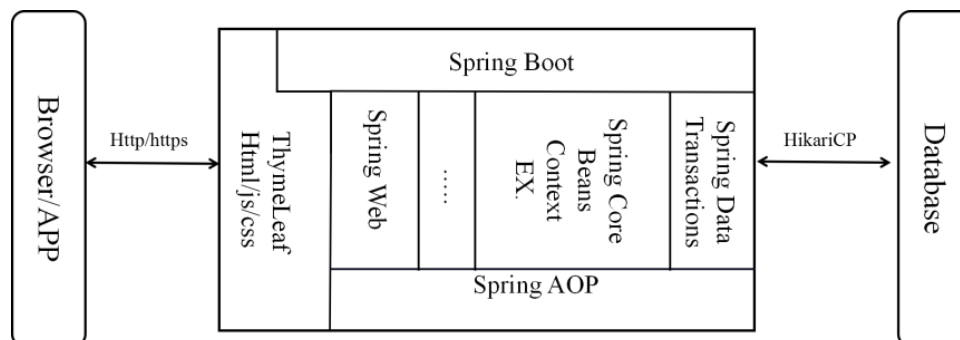 Browser/APP
Http/https
Spring Boot
ThymeLeaf
Html/js/css
Spring Web
.....
Spring Core
Beans
Context
EX.
Spring Data
Transactions
Spring AOP
HikariCP
Database